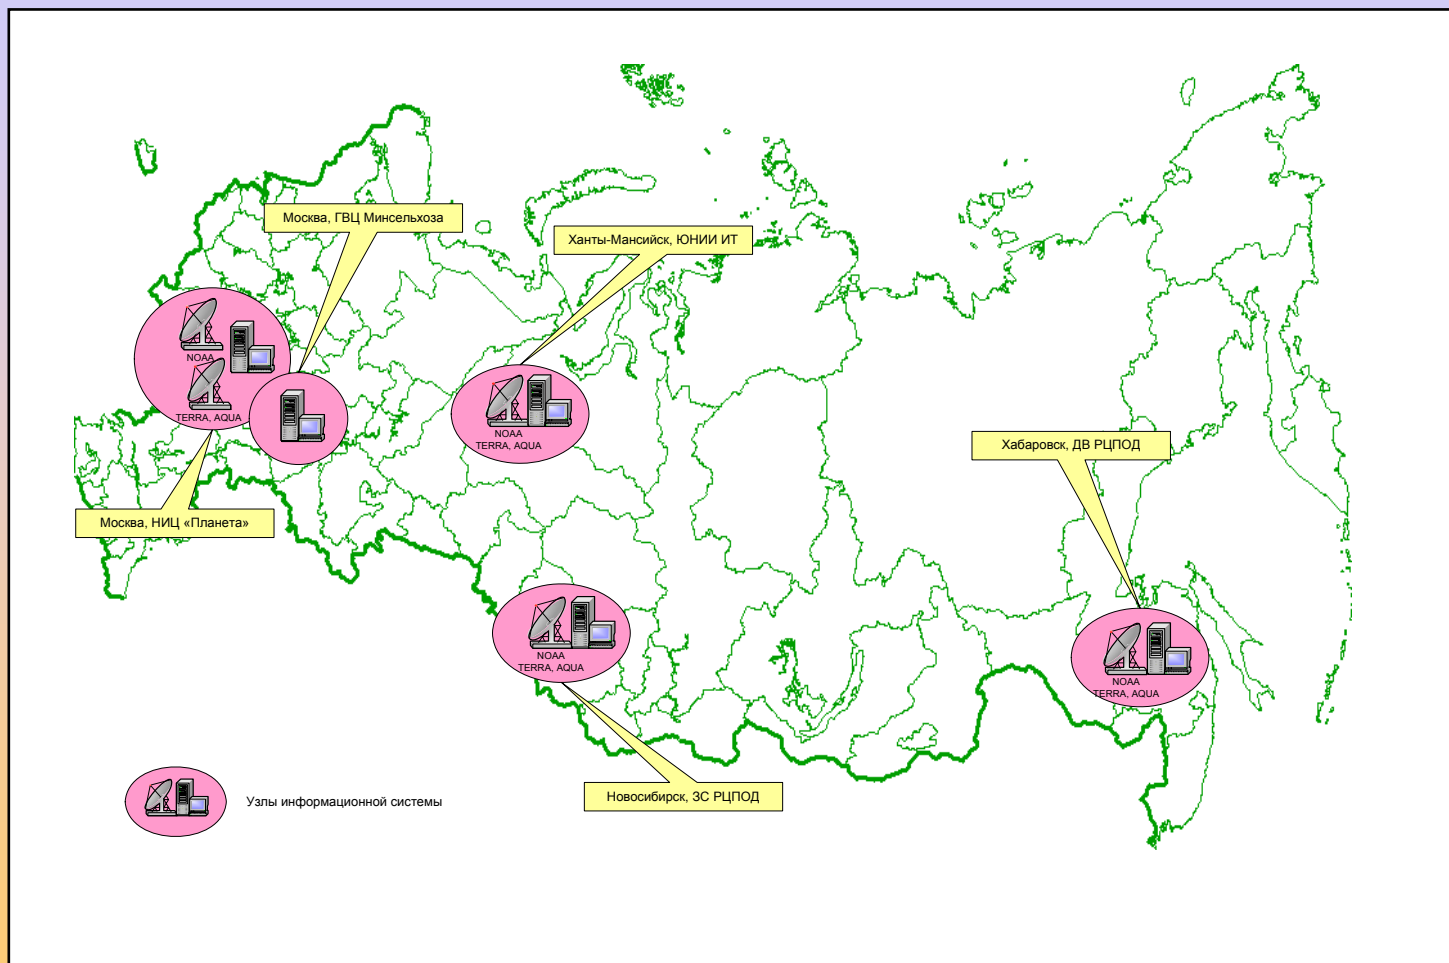 Москва, ГВЦ Минсельхоза
Ханты-Мансийск, ЮНИИ ИТ
NOAA
TERRA, AQUA
NOAA
TERRA, AQUA
Хабаровск, ДВ РЦПОД
Москва, НИЦ «Планета»
NOAA
TERRA, AQUA
NOAA
TERRA, AQUA
Новосибирск, ЗС РЦПОД
Узлы информационной системы